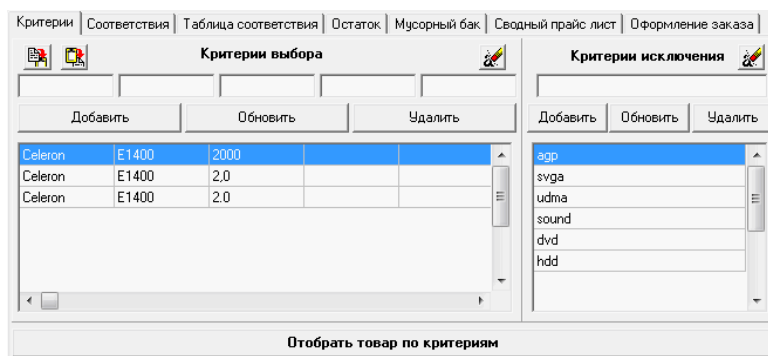 Критерии Соответствия Таблица соответствия Остаток Мусорный бак Сводный прайс лист Оформление заказа
Критерии выбора
Добавить Обновить Удалить
Celeron E1400 2000
Celeron E1400 2,0
Celeron E1400 2.0
Критерии исключения
Добавить Обновить Удалить
agp
svga
udma
sound
dvd
hdd
Отобрать товар по критериям